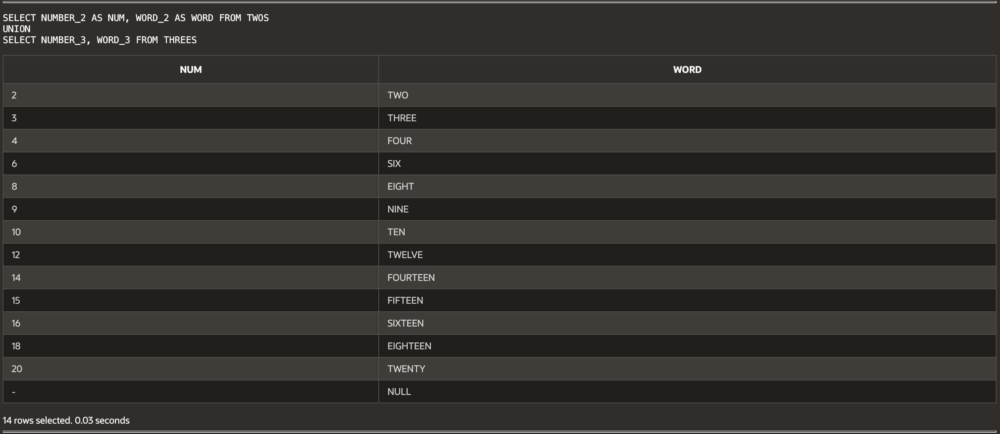 SELECT NUMBER_2 AS NUM, WORD_2 AS WORD FROM TWOS
UNION
SELECT NUMBER_3, WORD_3 FROM THREES
NUM WORD
2 TWO
3 THREE
4 FOUR
6 SIX
8 EIGHT
9 NINE
10 TEN
12 TWELVE
14 FOURTEEN
15 FIFTEEN
16 SIXTEEN
18 EIGHTEEN
20 TWENTY
- NULL
14 rows selected. 0.03 seconds